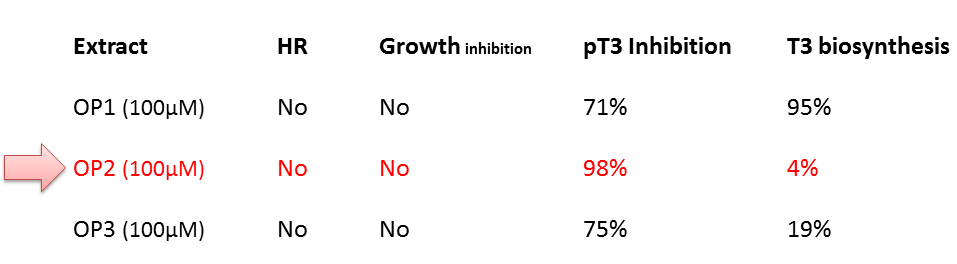 Extract HR Growth inhibition pT3 Inhibition T3 biosynthesis
OP1 (100µM) No No 71% 95%
OP2 (100µM) No No 98% 4%
OP3 (100µM) No No 75% 19%